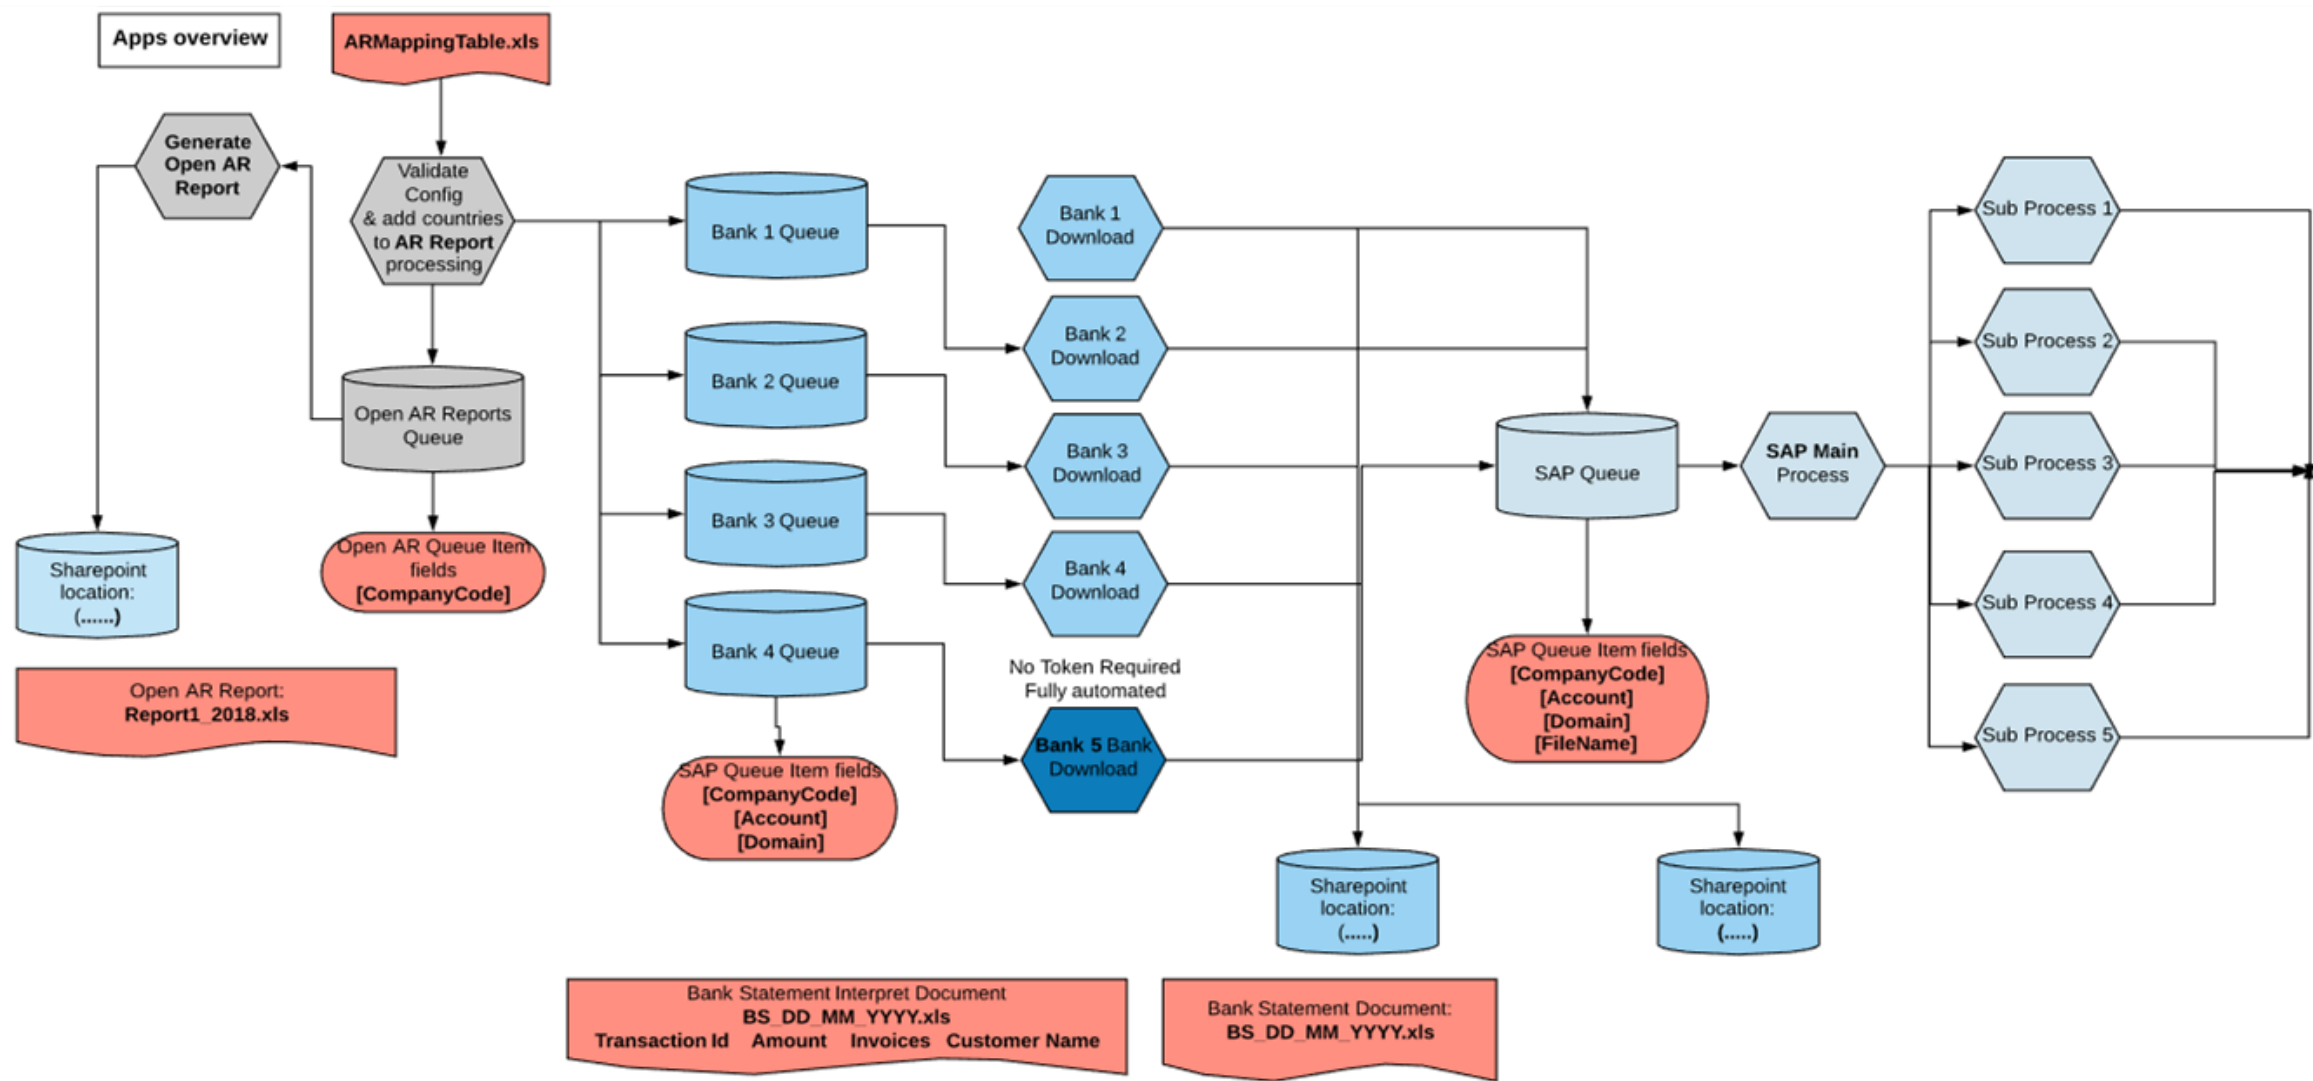 Apps overview
ARMappingTable.xls
Generate
Open AR
Report
Validate
Config
& add countries
to AR Report
processing
Open AR Reports
Queue
Open AR Queue Item
fields
[CompanyCode]
Sharepoint
location:
(......)
Open AR Report:
Report1_2018.xls
Bank 1 Queue
Bank 2 Queue
Bank 3 Queue
Bank 4 Queue
SAP Queue Item fields
[CompanyCode]
[Account]
[Domain]
Bank 1
Download
Bank 2
Download
Bank 3
Download
Bank 4
Download
No Token Required
Fully automated
Bank 5 Bank
Download
SAP Queue
SAP Queue Item fields
[CompanyCode]
[Account]
[Domain]
[FileName]
SAP Main
Process
Sub Process 1
Sub Process 2
Sub Process 3
Sub Process 4
Sub Process 5
Sharepoint
location:
(.....)
Sharepoint
location:
(.....)
Bank Statement Interpret Document
BS_DD_MM_YYYY.xls
Transaction Id Amount Invoices Customer Name
Bank Statement Document:
BS_DD_MM_YYYY.xls